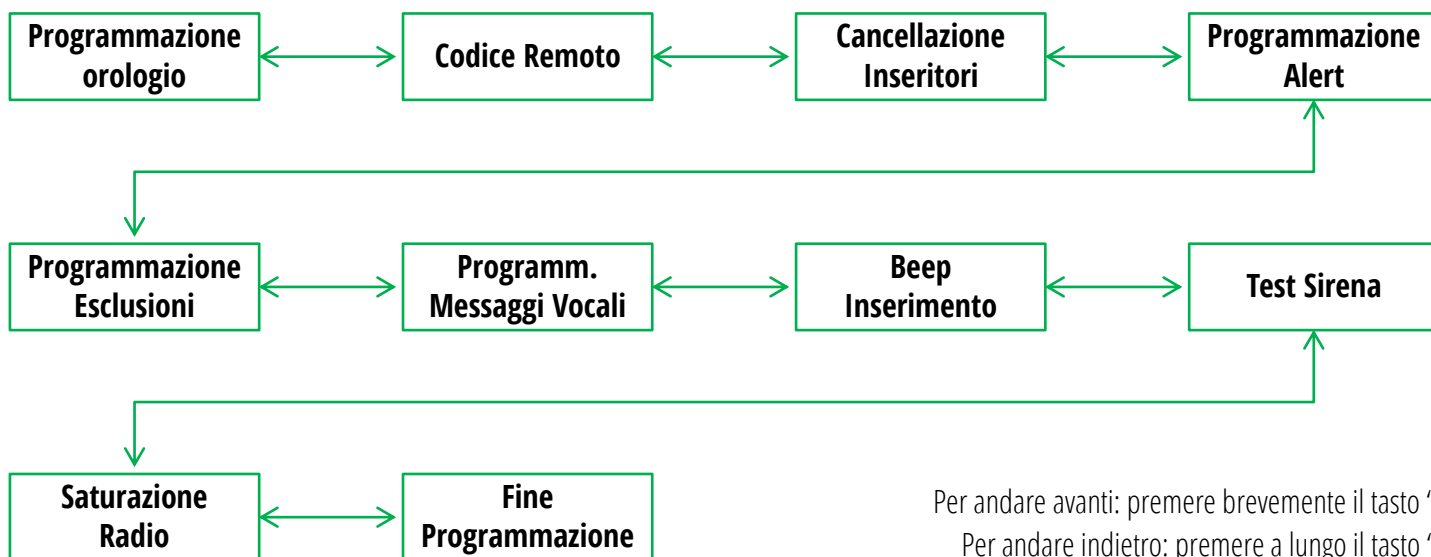 Programmazione
orologio
Codice Remoto
Cancellazione
Inseritori
Programmazione
Alert
Programmazione
Esclusioni
Programm.
Messaggi Vocali
Beep
Inserimento
Test Sirena
Saturazione
Radio
Fine
Programmazione
Per andare avanti: premere brevemente il tasto ‘
Per andare indietro: premere a lungo il tasto ‘